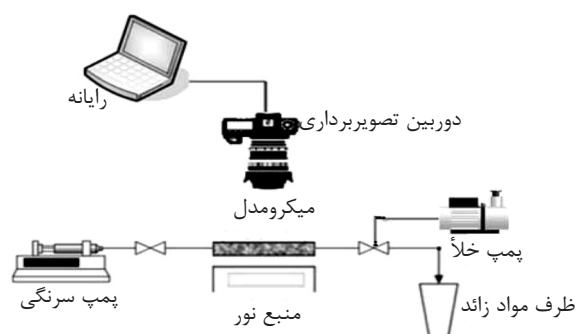 رایانه
دوربین تصویربرداری
میکرومدل
پمپ خلأ
پمپ سرنگی
منبع نور
ظرف مواد زائد